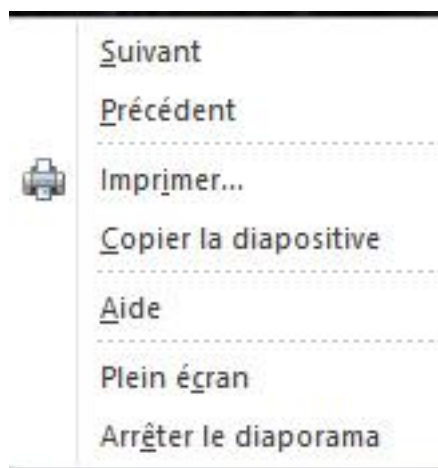 Suivant
Précédent
Imprimer...
Copier la diapositive
Aide
Plein écran
Arrêter le diaporama